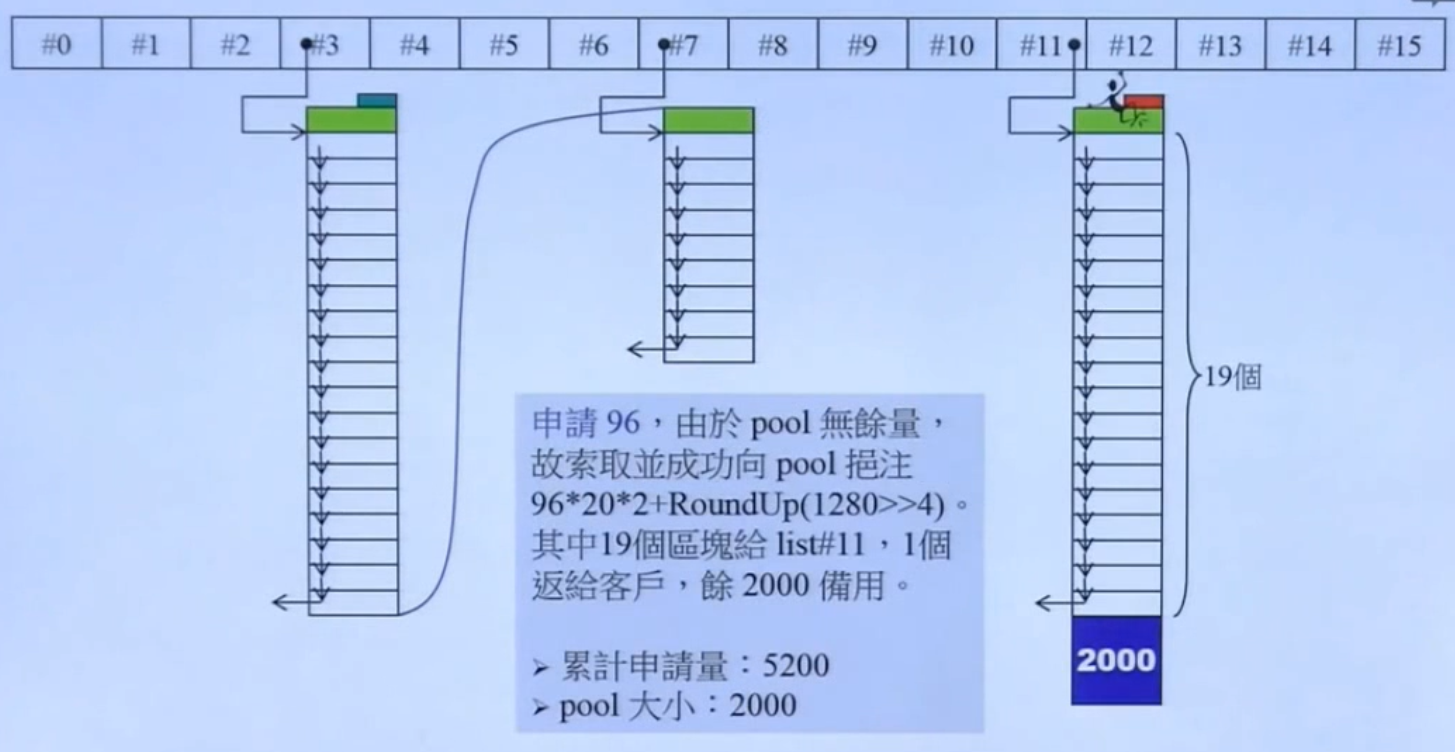 #0 #1 #2 #3 #4 #5 #6 #7 #8 #9 #10 #11 #12 #13 #14 #15
19個
申請 96，由於 pool 無餘量，
故索取並成功向 pool 挹注
96*20*2+RoundUp(1280>>4)。
其中19個區塊給 list#11，1個
返給客戶，餘 2000 備用。
➢ 累計申請量：5200
➢ pool 大小：2000
2000